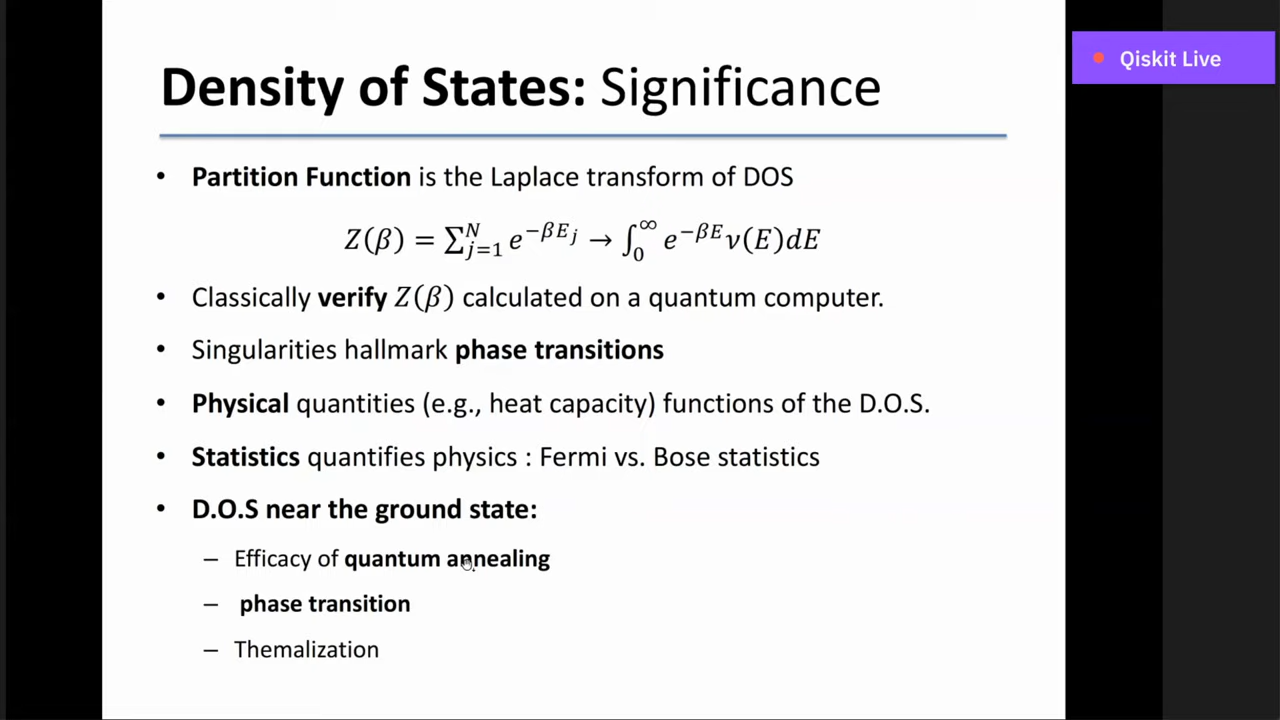 Qiskit Live
Density of States: Significance
• Partition Function is the Laplace transform of DOS
Z(β) = ∑_{j=1}^{N} e^{−βE_j} → ∫_0^∞ e^{−βE} ν(E)dE
• Classically verify Z(β) calculated on a quantum computer.
• Singularities hallmark phase transitions
• Physical quantities (e.g., heat capacity) functions of the D.O.S.
• Statistics quantifies physics : Fermi vs. Bose statistics
• D.O.S near the ground state:
– Efficacy of quantum annealing
– phase transition
– Themalization